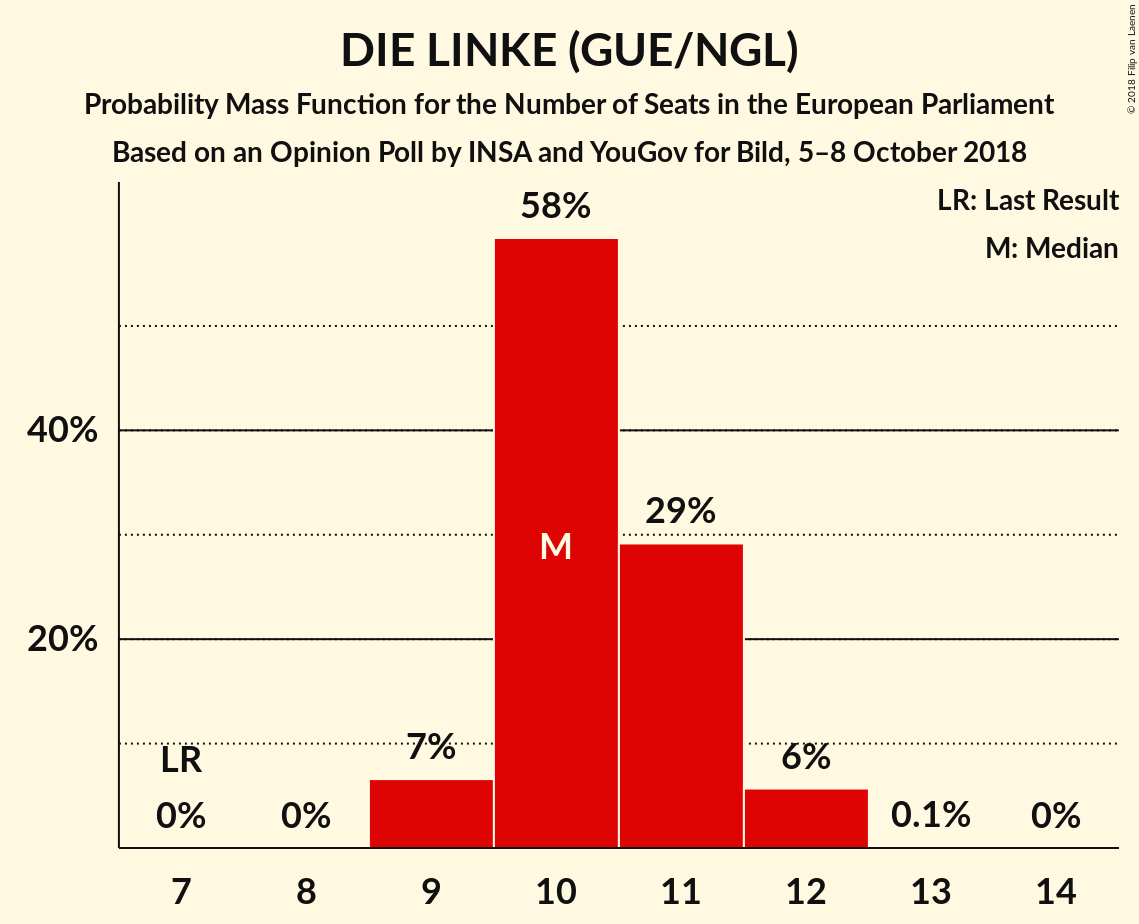 DIE LINKE (GUE/NGL)
Probability Mass Function for the Number of Seats in the European Parliament
Based on an Opinion Poll by INSA and YouGov for Bild, 5–8 October 2018
© 2018 Filip van Laenen
LR: Last Result
M: Median
58%
40%
29%
M
20%
7%
6%
LR
0%
0%
0.1%
0%
7 8 9 10 11 12 13 14